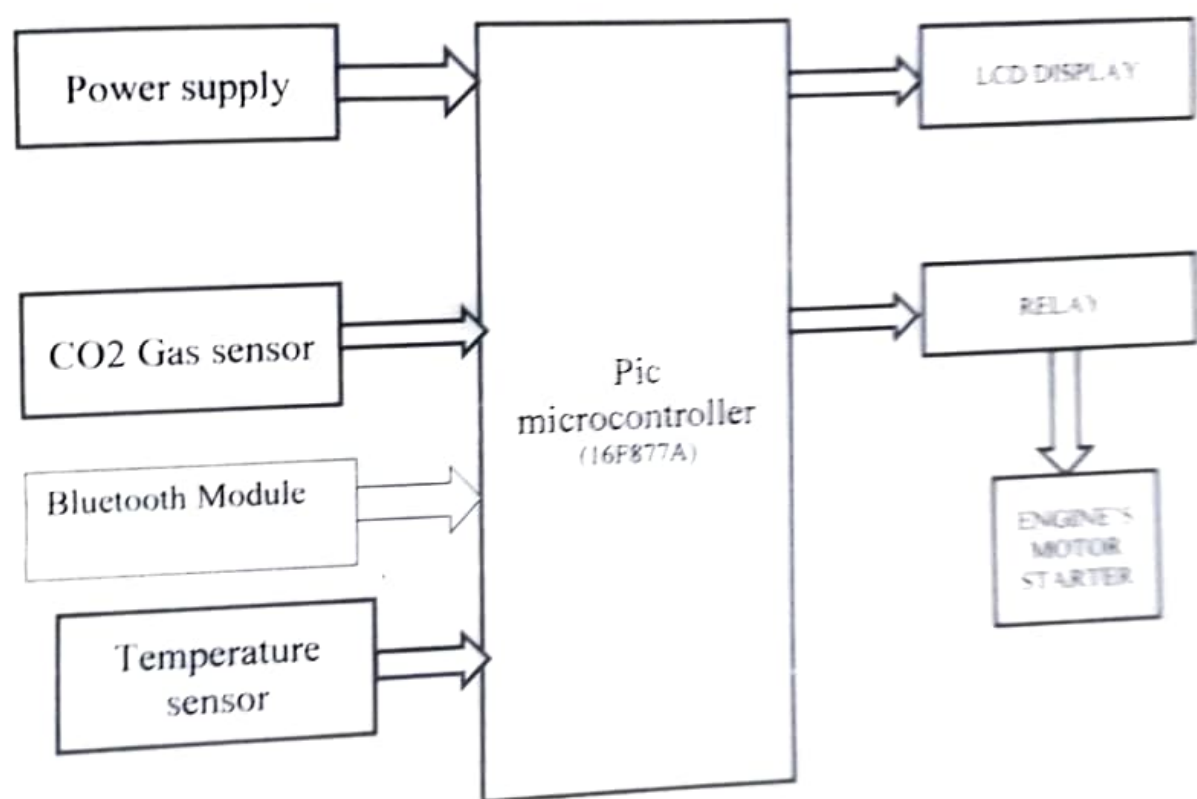 Power supply
LCD DISPLAY
CO2 Gas sensor
RELAY
Pic
microcontroller
(16F877A)
Bluetooth Module
ENGINE'S
MOTOR
STARTER
Temperature
sensor